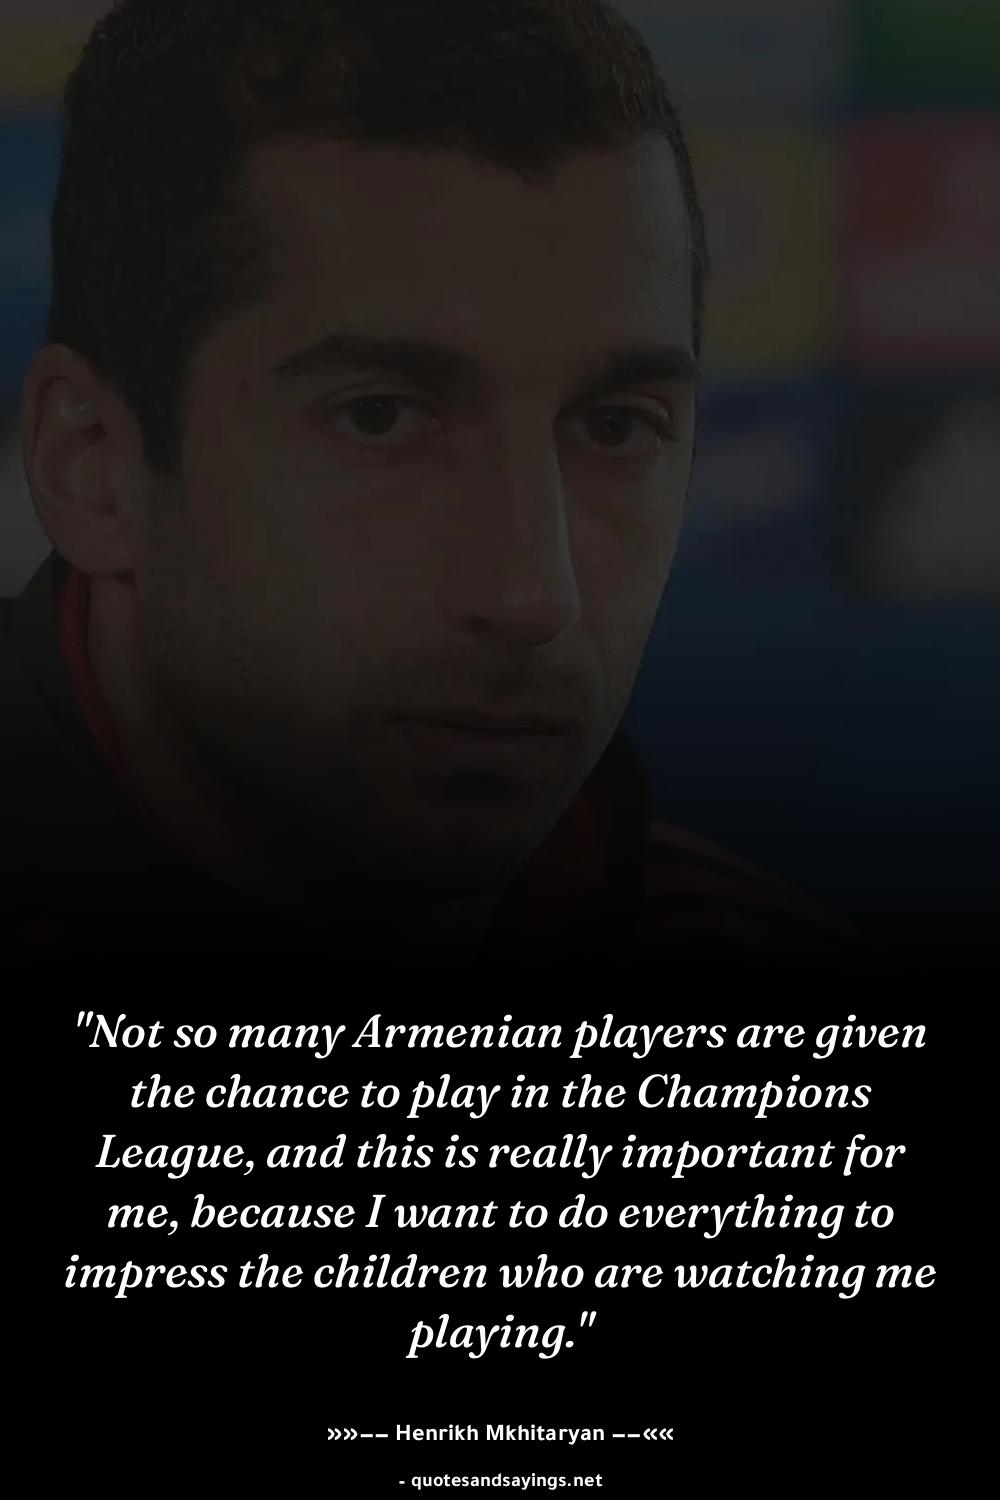 "Not so many Armenian players are given
the chance to play in the Champions
League, and this is really important for
me, because I want to do everything to
impress the children who are watching me
playing."
»»–– Henrikh Mkhitaryan ––««
- quotesandsayings.net